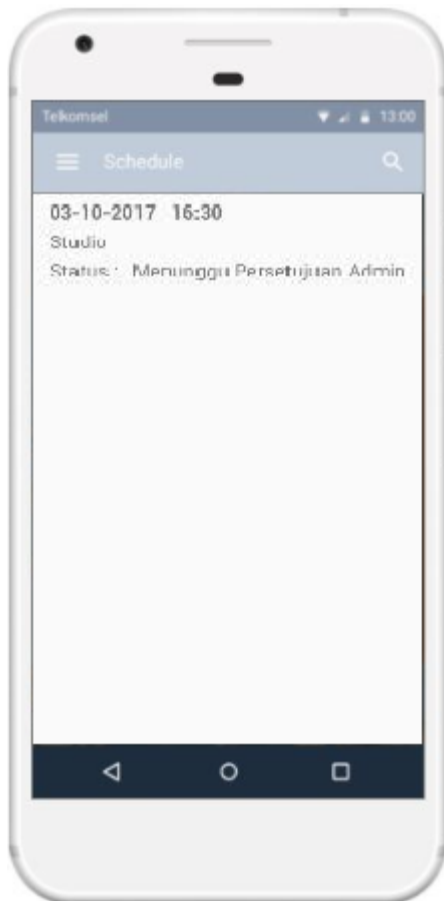 Telkomsel 13:00
Schedule
03-10-2017 16:30
Studio
Status : Menunggu Persetujuan Admin